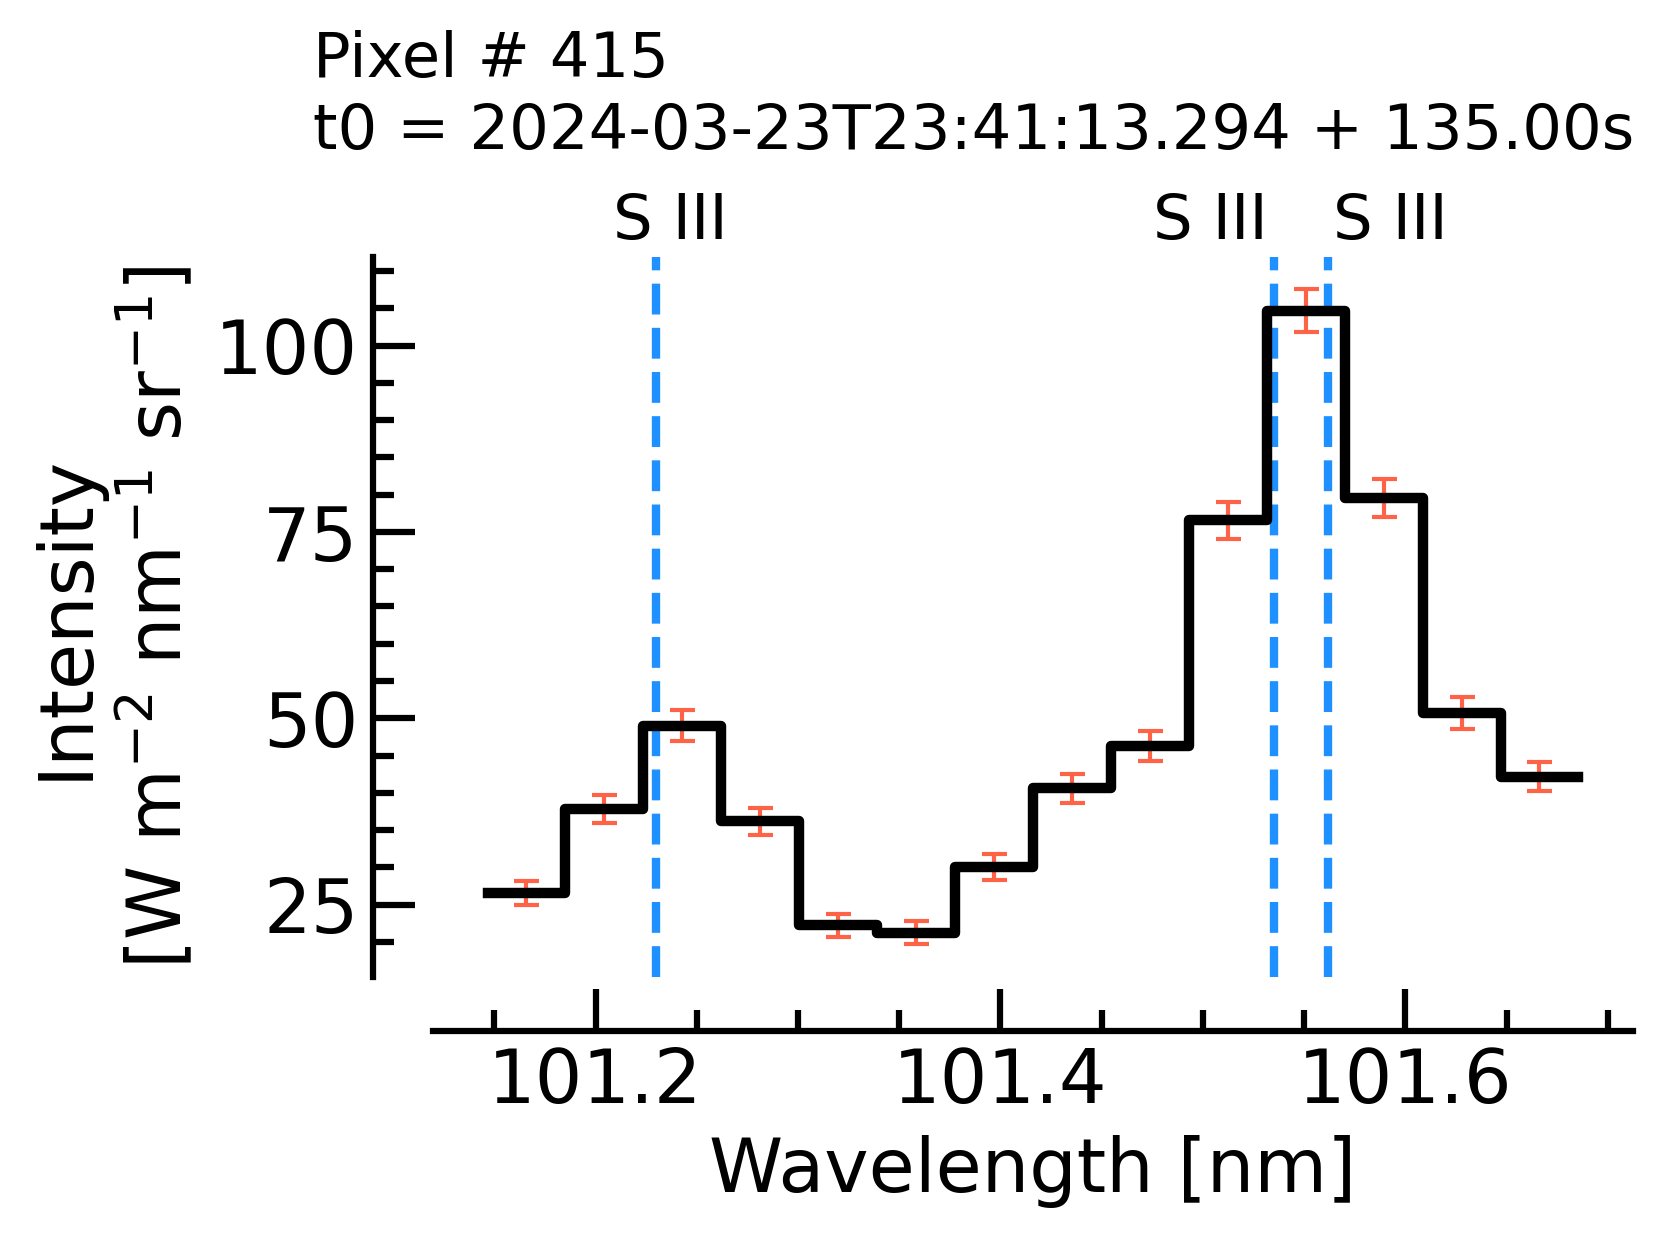 Pixel # 415
t0 = 2024-03-23T23:41:13.294 + 135.00s
S III S III S III
Intensity
[W m⁻² nm⁻¹ sr⁻¹]
100
75
50
25
101.2 101.4 101.6
Wavelength [nm]